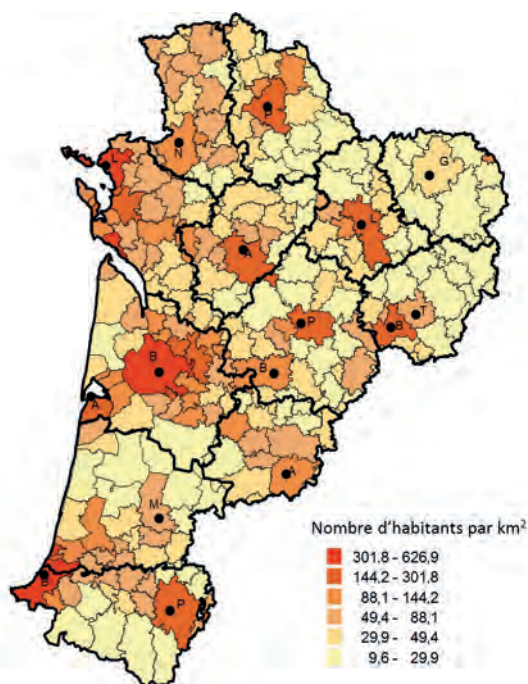 P
N
L
G
L
A
T
B
P
B
B
A
A
M
B
P
Nombre d'habitants par km²
301,8 - 626,9
144,2 - 301,8
88,1 - 144,2
49,4 - 88,1
29,9 - 49,4
9,6 - 29,9